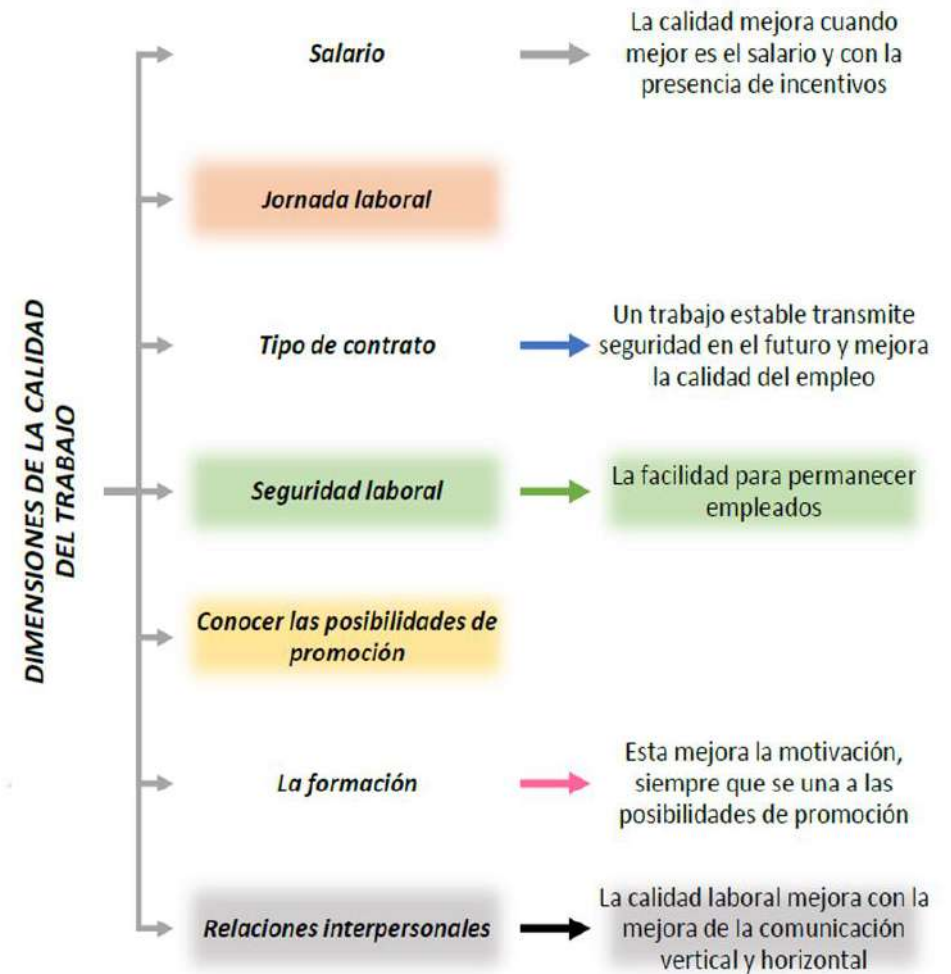 DIMENSIONES DE LA CALIDAD
DEL TRABAJO
Salario
La calidad mejora cuando
mejor es el salario y con la
presencia de incentivos
Jornada laboral
Tipo de contrato
Un trabajo estable transmite
seguridad en el futuro y mejora
la calidad del empleo
Seguridad laboral
La facilidad para permanecer
empleados
Conocer las posibilidades de
promoción
La formación
Esta mejora la motivación,
siempre que se una a las
posibilidades de promoción
Relaciones interpersonales
La calidad laboral mejora con la
mejora de la comunicación
vertical y horizontal